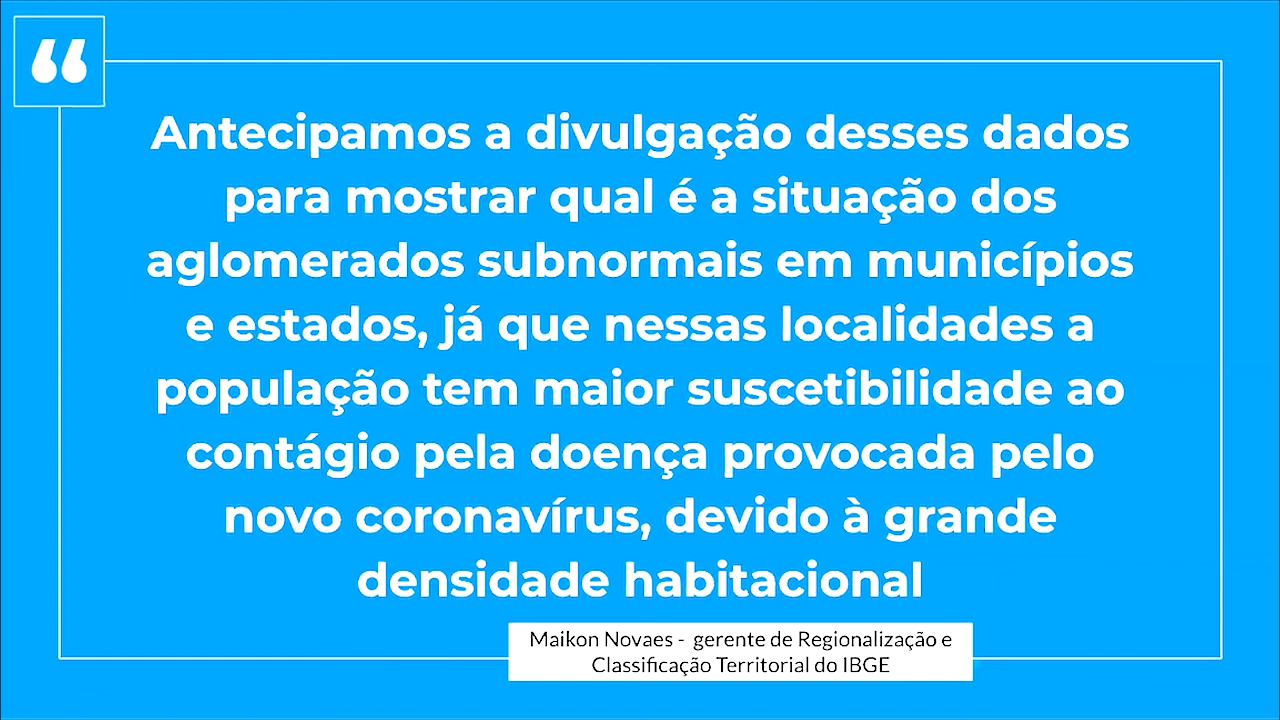 “
Antecipamos a divulgação desses dados
para mostrar qual é a situação dos
aglomerados subnormais em municípios
e estados, já que nessas localidades a
população tem maior suscetibilidade ao
contágio pela doença provocada pelo
novo coronavírus, devido à grande
densidade habitacional
Maikon Novaes - gerente de Regionalização e
Classificação Territorial do IBGE